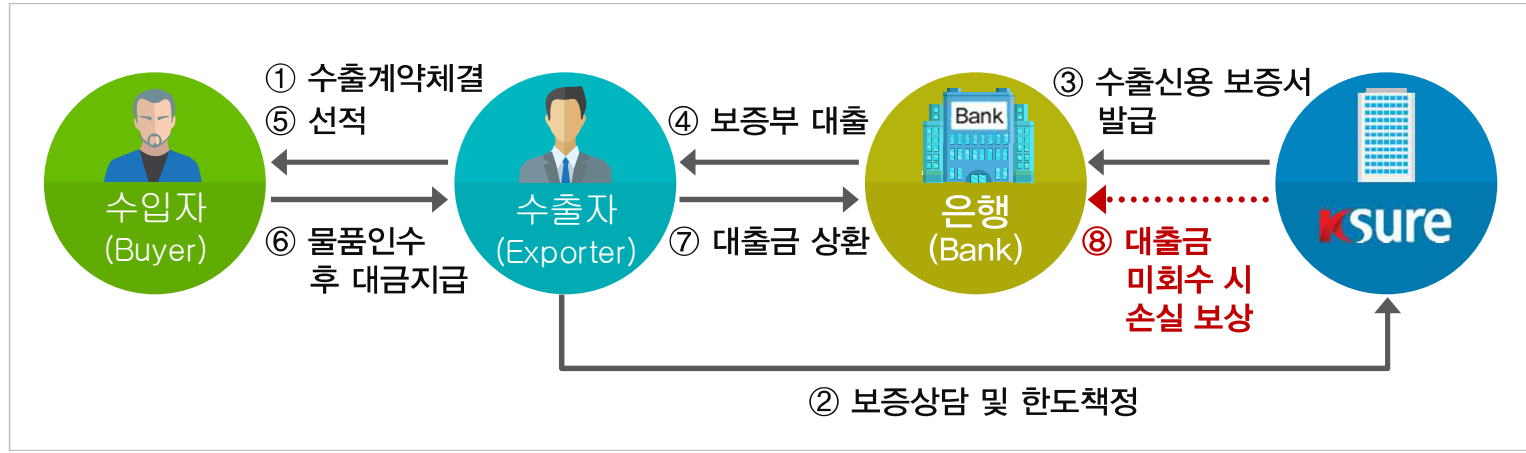 ① 수출계약체결
⑤ 선적
수입자
(Buyer)
⑥ 물품인수
후 대금지급
수출자
(Exporter)
④ 보증부 대출
⑦ 대출금 상환
Bank
은행
(Bank)
③ 수출신용 보증서
발급
⑧ 대출금
미회수 시
손실 보상
Ksure
② 보증상담 및 한도책정